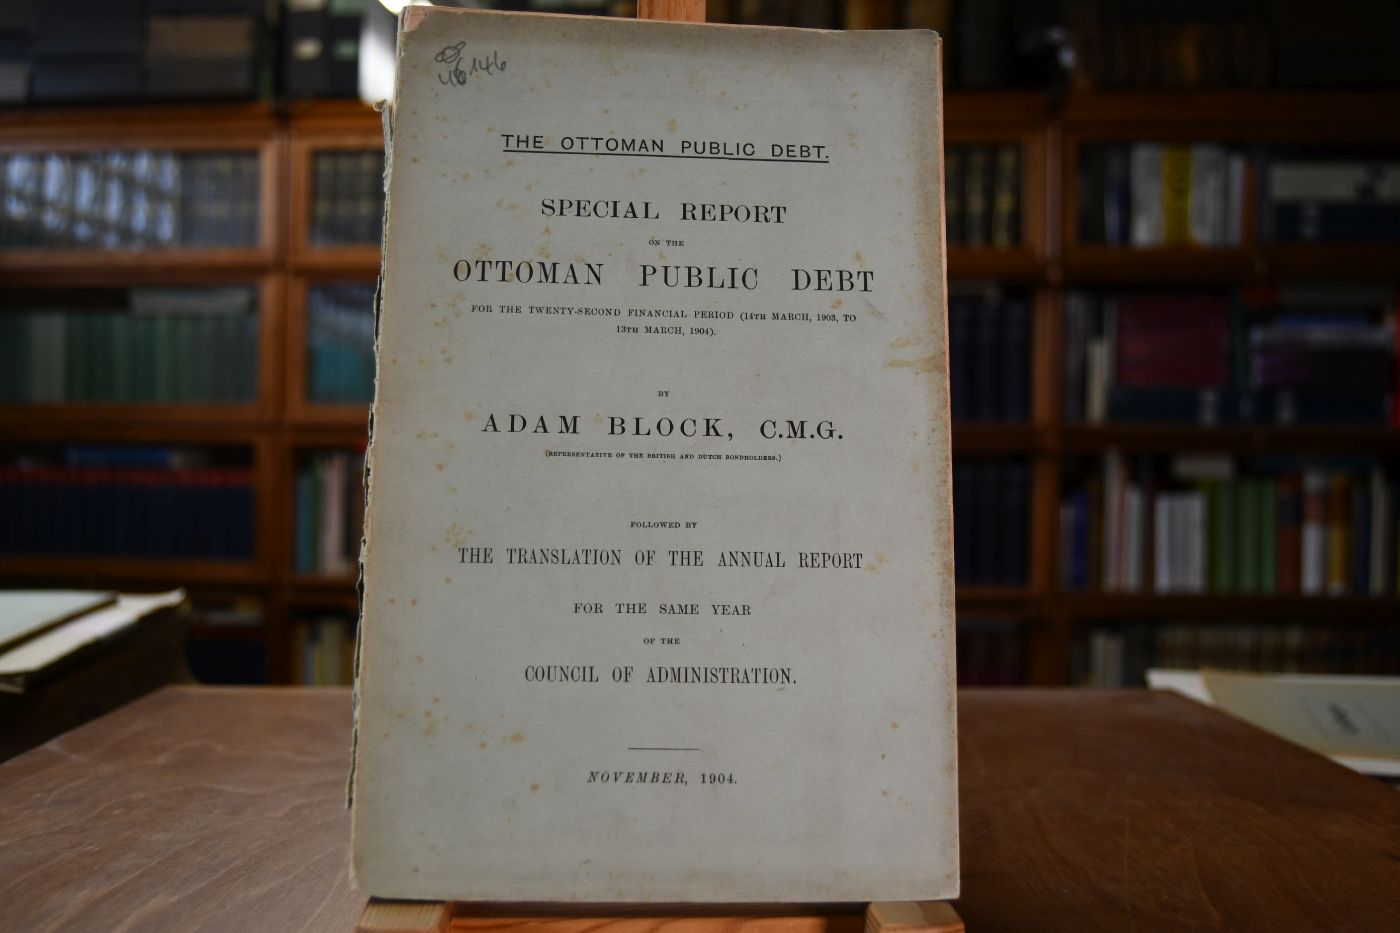 46146
THE OTTOMAN PUBLIC DEBT.
SPECIAL REPORT
ON THE
OTTOMAN PUBLIC DEBT
FOR THE TWENTY-SECOND FINANCIAL PERIOD (14TH MARCH, 1903, TO
13TH MARCH, 1904).
BY
ADAM BLOCK, C.M.G.
(REPRESENTATIVE OF THE BRITISH AND DUTCH BONDHOLDERS.)
FOLLOWED BY
THE TRANSLATION OF THE ANNUAL REPORT
FOR THE SAME YEAR
OF THE
COUNCIL OF ADMINISTRATION.
NOVEMBER, 1904.